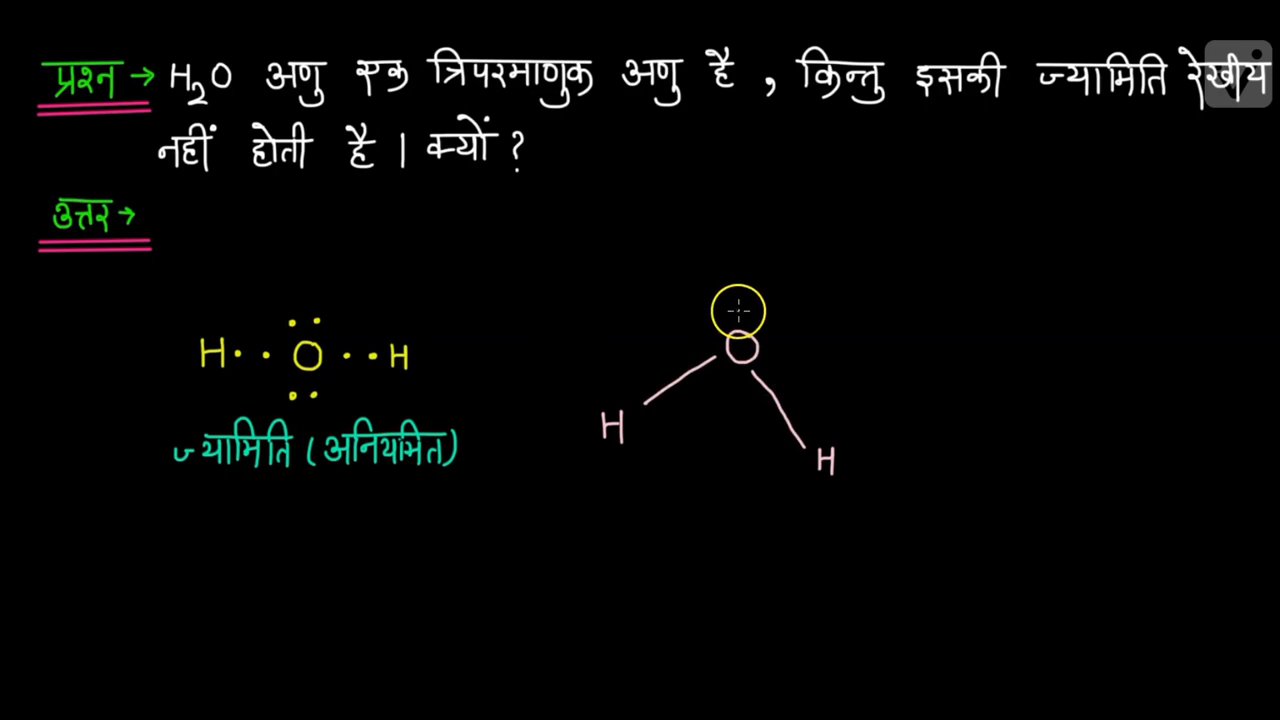 प्रश्न → H₂O अणु एक त्रिपरमाणुक अणु है , किन्तु इसकी ज्यामिति रेखीय
नहीं होती है । क्यों ?
उत्तर →
H · · O · · H
ज्यामिति ( अनियमित )
O
H
H